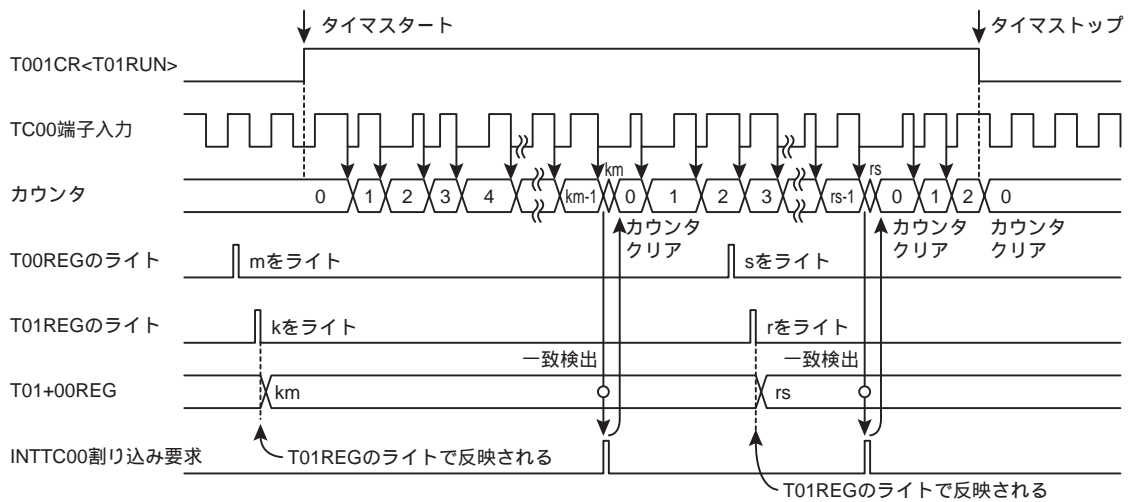 タイマスタート
タイマストップ
T001CR<T01RUN>
TC00端子入力
km
rs
カウンタ
0 1 2 3 4 km-1 0 1 2 3 rs-1 0 1 2 0
カウンタ
クリア
カウンタ
クリア
カウンタ
クリア
T00REGのライト
mをライト
sをライト
T01REGのライト
kをライト
rをライト
一致検出
一致検出
T01+00REG
km
rs
INTTC00割り込み要求
T01REGのライトで反映される
T01REGのライトで反映される